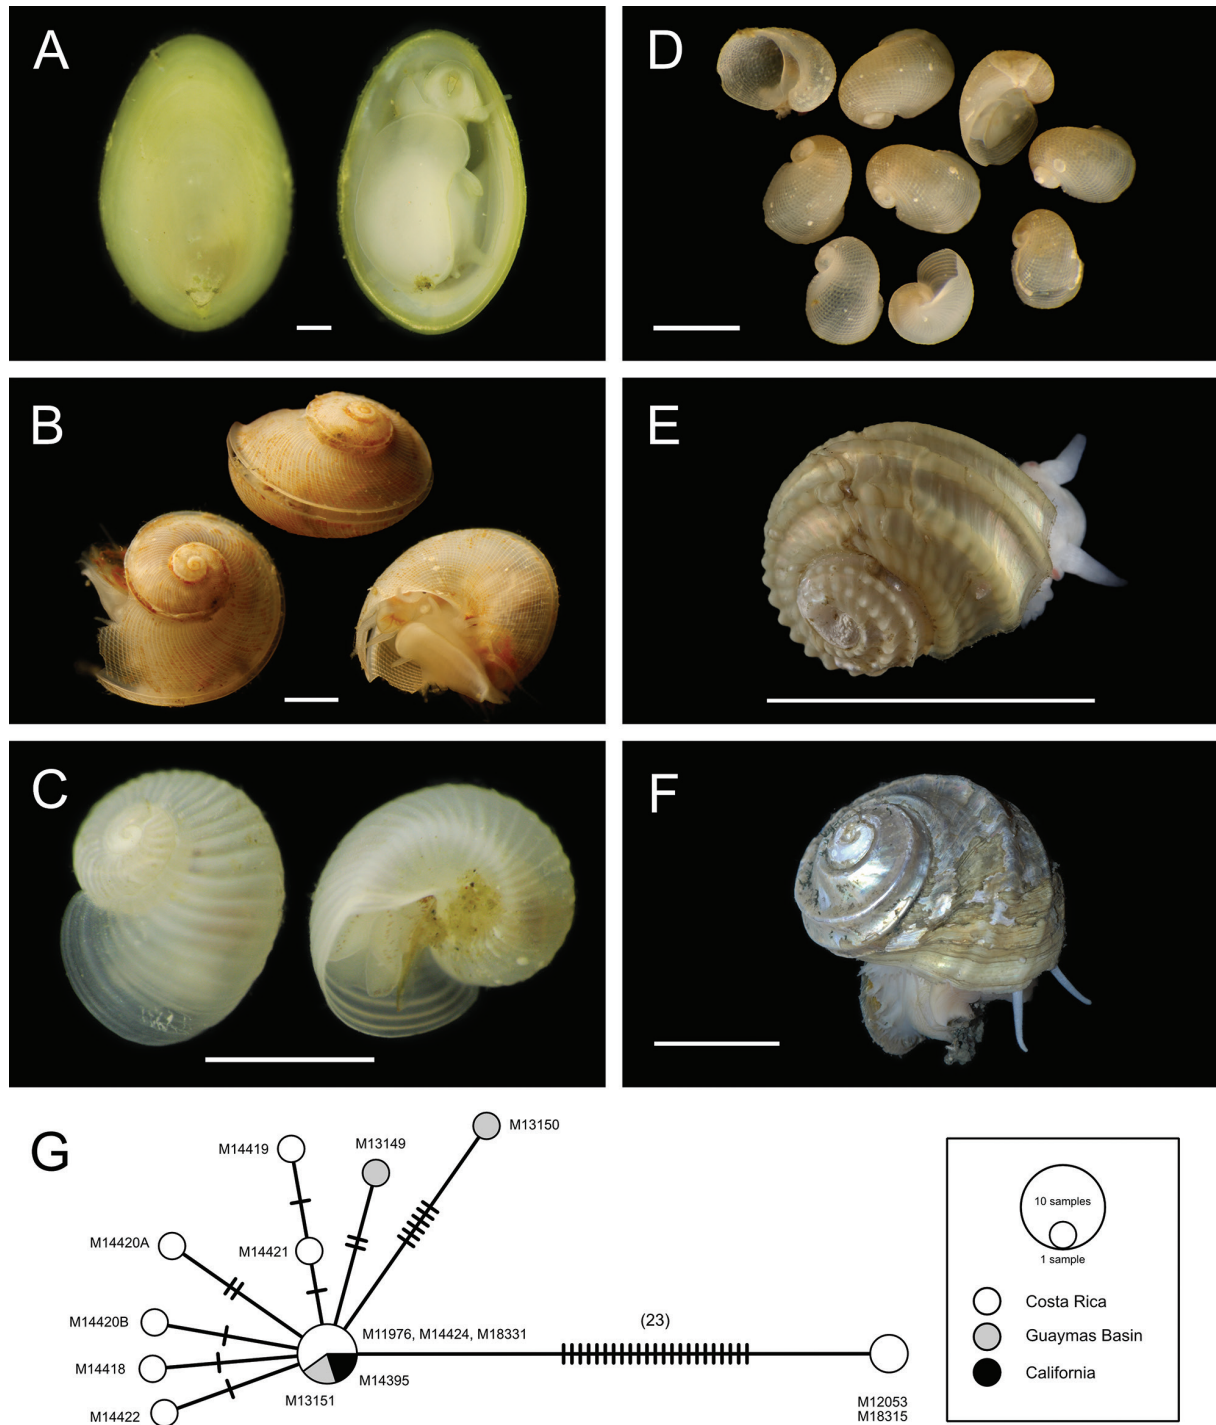 A
B
C
D
E
F
G
M14419
M13149
M13150
M14420A
M14421
M14420B
M14418
M14422
M13151
M14395
M11976, M14424, M18331
(23)
M12053
M18315
10 samples
1 sample
Costa Rica
Guaymas Basin
California